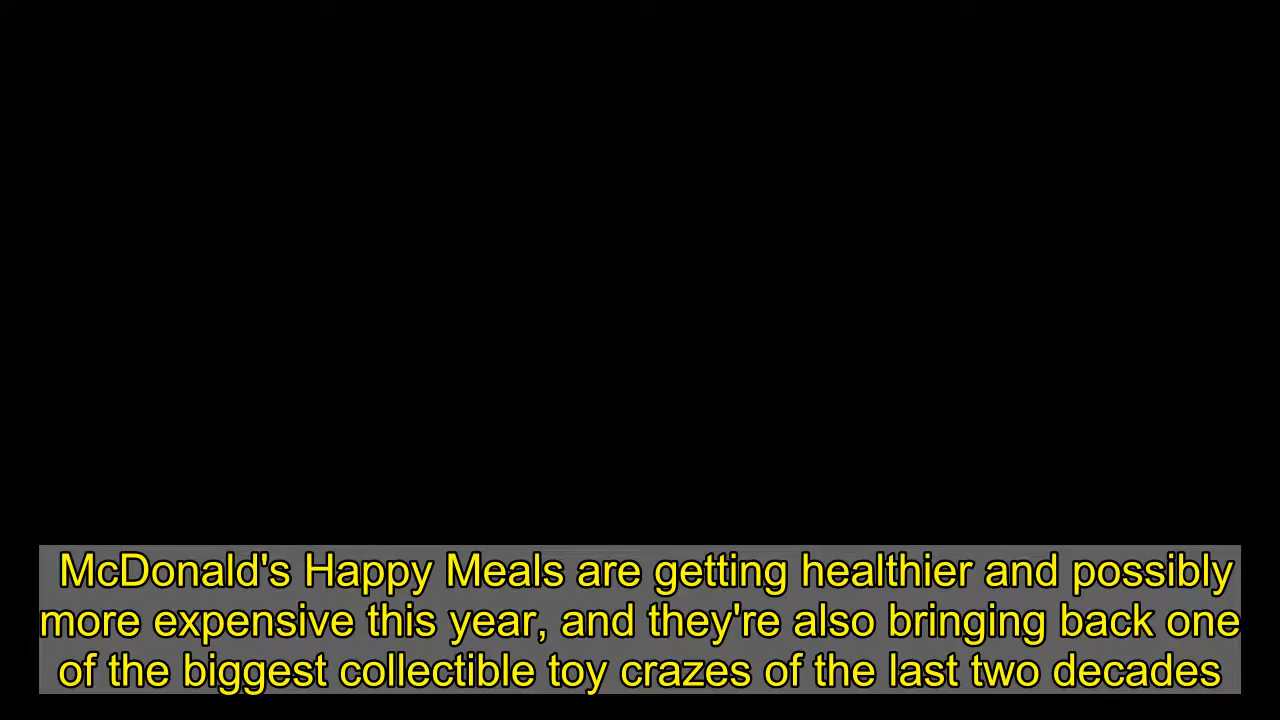 McDonald's Happy Meals are getting healthier and possibly
more expensive this year, and they're also bringing back one
of the biggest collectible toy crazes of the last two decades